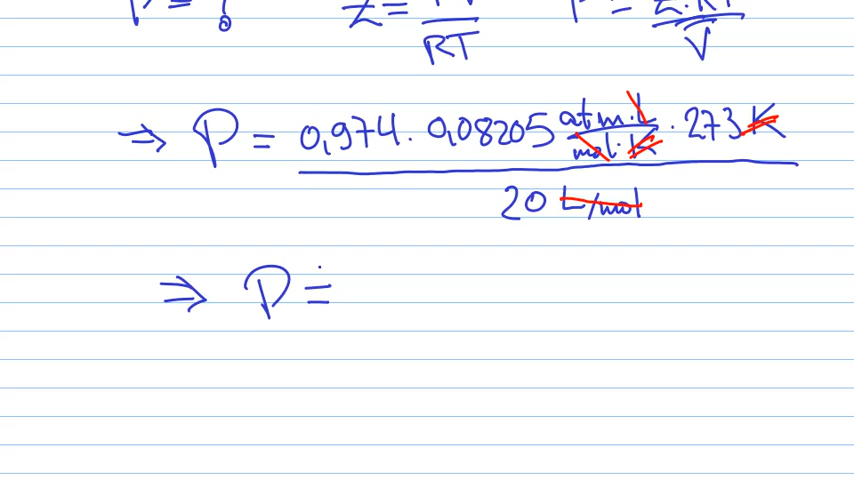 P = ? Z = PV/RT P = Z·RT/V
⇒ P = 0,974 · 0,08205 atm·L/mol·K · 273 K
20 L/mol
⇒ P =